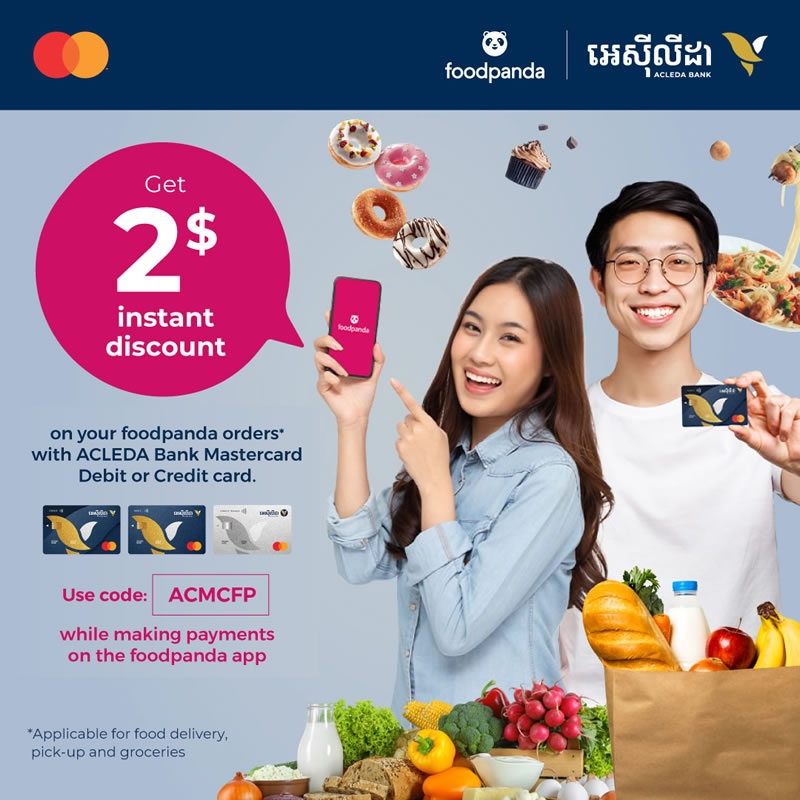 foodpanda
អេស៊ីលីដា
ACLEDA BANK
Get
2$
instant
discount
foodpanda
on your foodpanda orders*
with ACLEDA Bank Mastercard
Debit or Credit card.
Use code: ACMCFP
while making payments
on the foodpanda app
*Applicable for food delivery,
pick-up and groceries